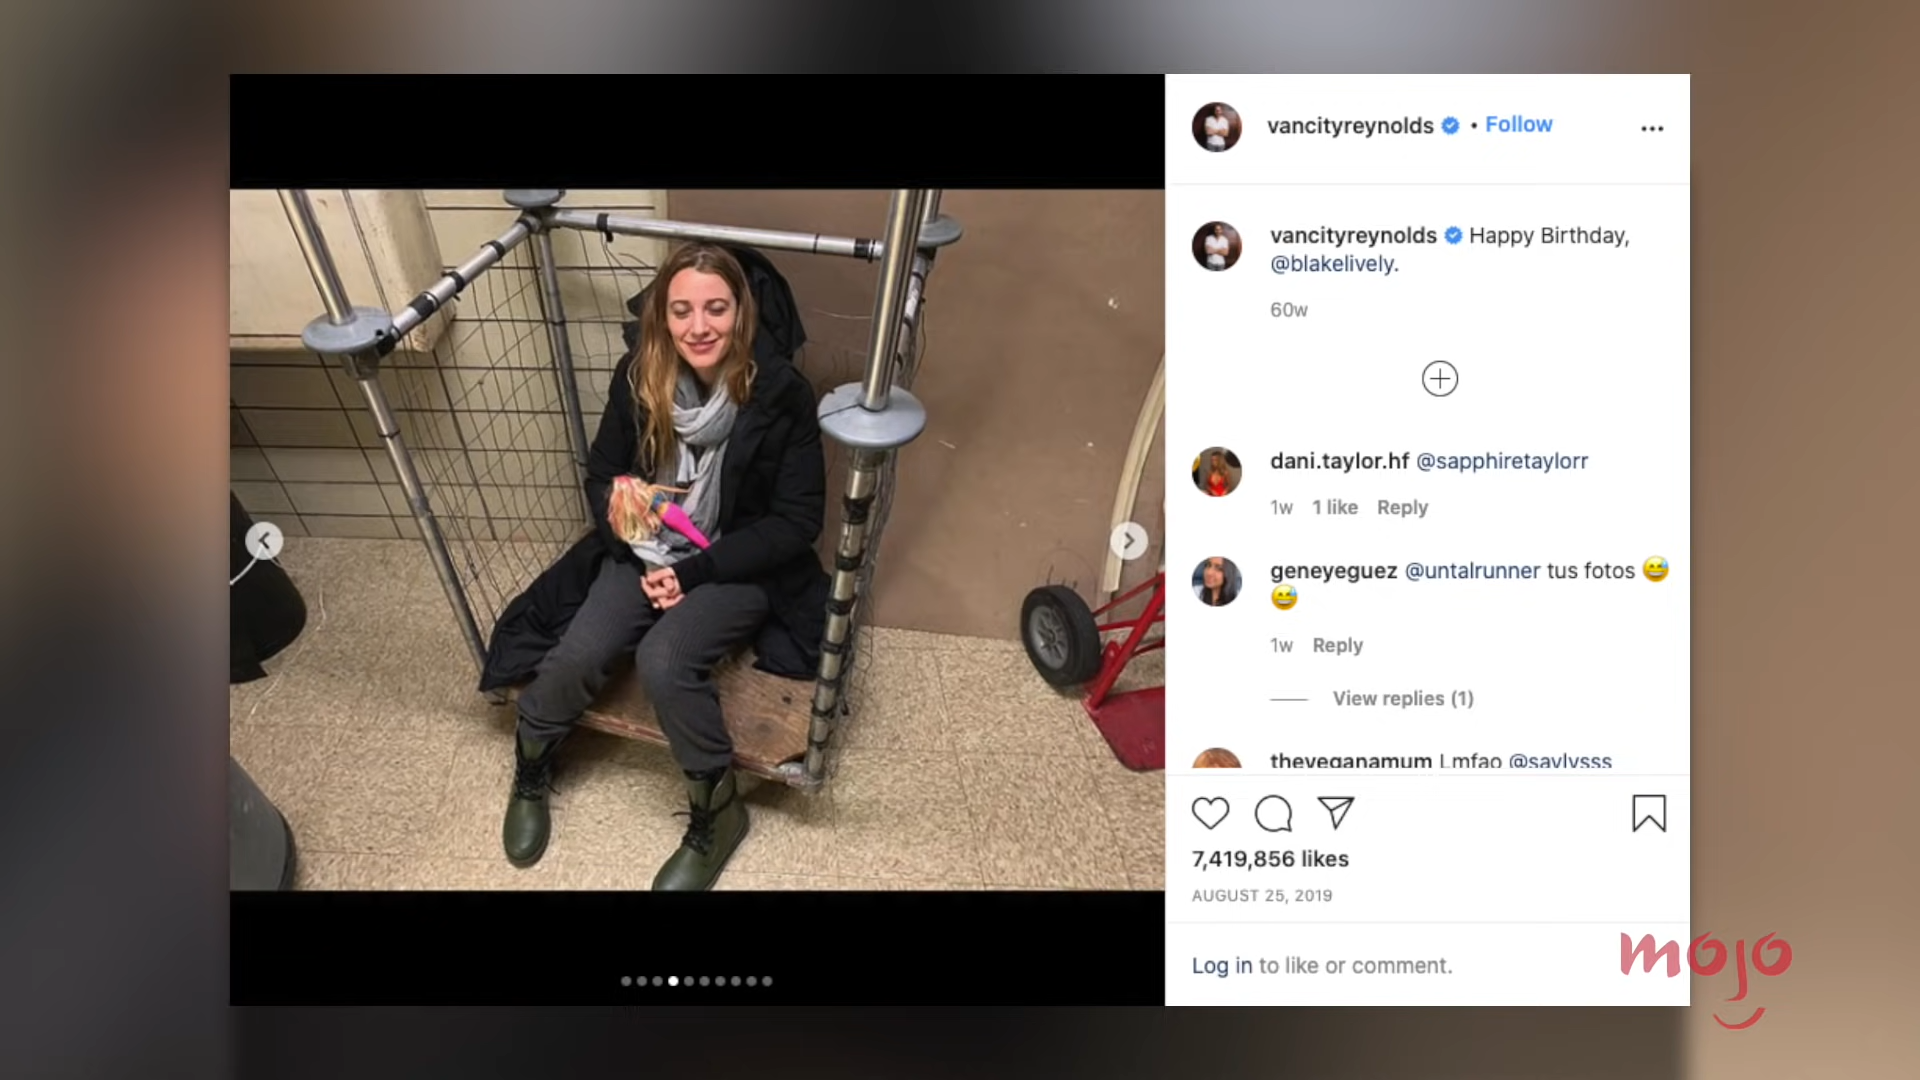 vancityreynolds • Follow
vancityreynolds Happy Birthday,
@blakelively.
60w
dani.taylor.hf @sapphiretaylorr
1w 1 like Reply
geneyeguez @untalrunner tus fotos 😅
😅
1w Reply
View replies (1)
theveganamum Lmfao @savlysss
7,419,856 likes
AUGUST 25, 2019
Log in to like or comment.
mojo